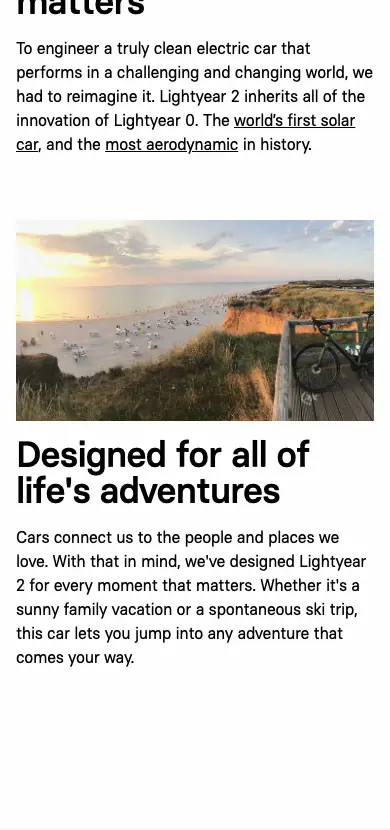 matters
To engineer a truly clean electric car that
performs in a challenging and changing world, we
had to reimagine it. Lightyear 2 inherits all of the
innovation of Lightyear 0. The world’s first solar
car, and the most aerodynamic in history.
Designed for all of
life's adventures
Cars connect us to the people and places we
love. With that in mind, we've designed Lightyear
2 for every moment that matters. Whether it's a
sunny family vacation or a spontaneous ski trip,
this car lets you jump into any adventure that
comes your way.